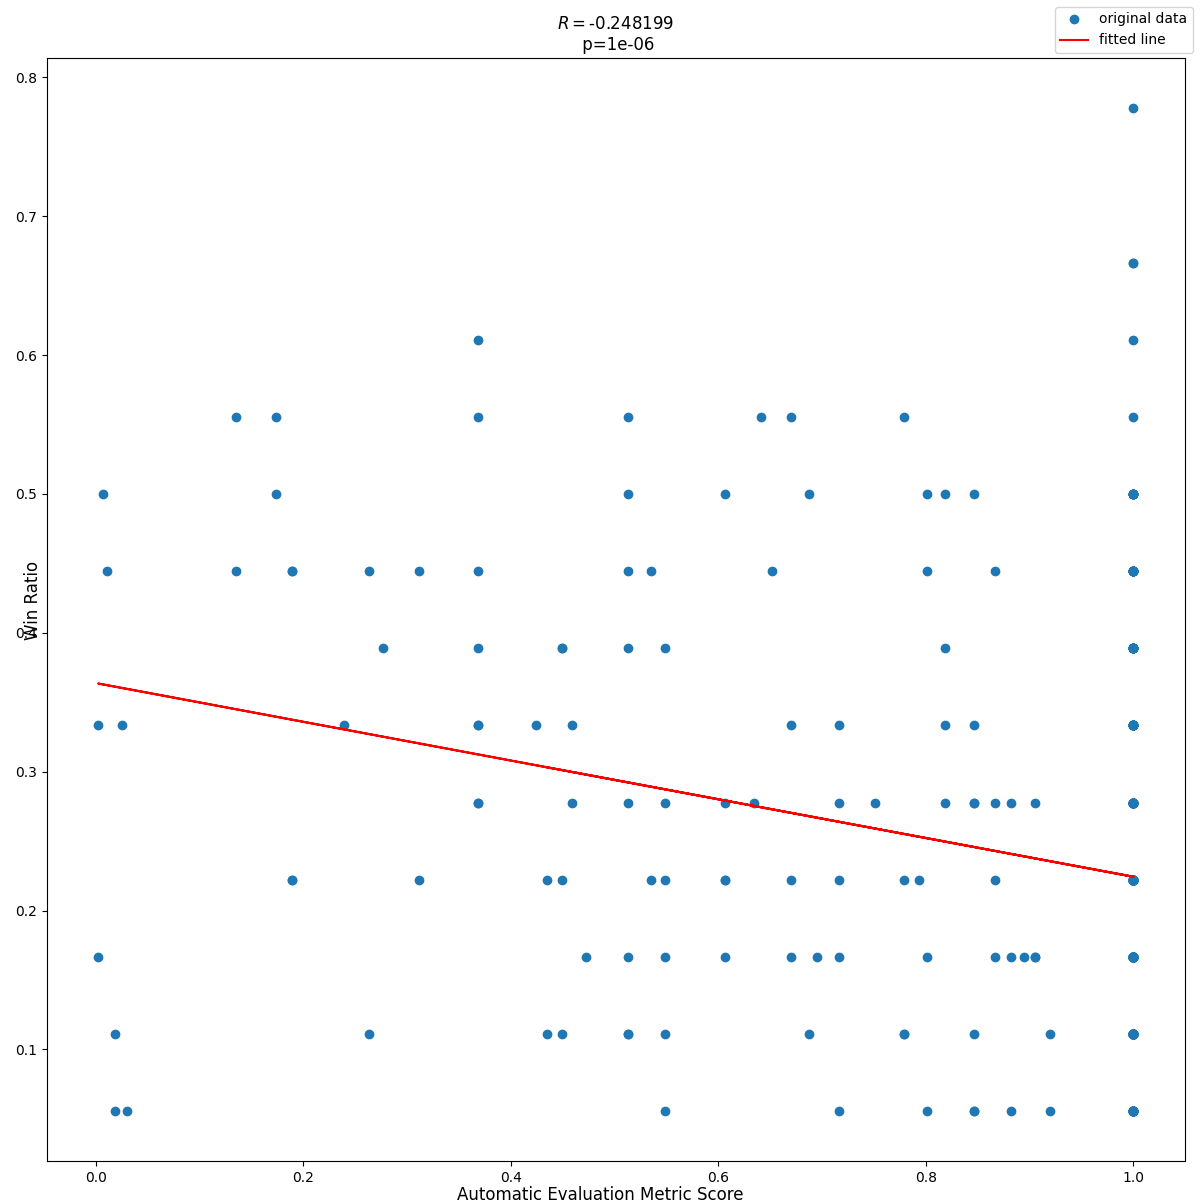 R = -0.248199
p=1e-06
original data
fitted line
0.8
0.7
0.6
0.5
0.4
0.3
0.2
0.1
Win Ratio
0.0 0.2 0.4 0.6 0.8 1.0
Automatic Evaluation Metric Score